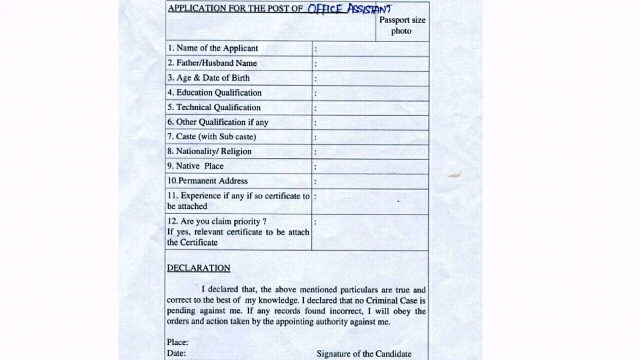 APPLICATION FOR THE POST OF OFFICE ASSISTANT
Passport size
photo
1. Name of the Applicant :
2. Father/Husband Name :
3. Age & Date of Birth :
4. Education Qualification :
5. Technical Qualification :
6. Other Qualification if any :
7. Caste (with Sub caste) :
8. Nationality/ Religion :
9. Native Place :
10.Permanent Address :
11. Experience if any if so certificate to :
be attached
12. Are you claim priority ? :
If yes, relevant certificate to be attach
the Certificate
DECLARATION
I declared that, the above mentioned particulars are true and
correct to the best of my knowledge. I declared that no Criminal Case is
pending against me. If any records found incorrect, I will obey the
orders and action taken by the appointing authority against me.
Place:
Date: Signature of the Candidate